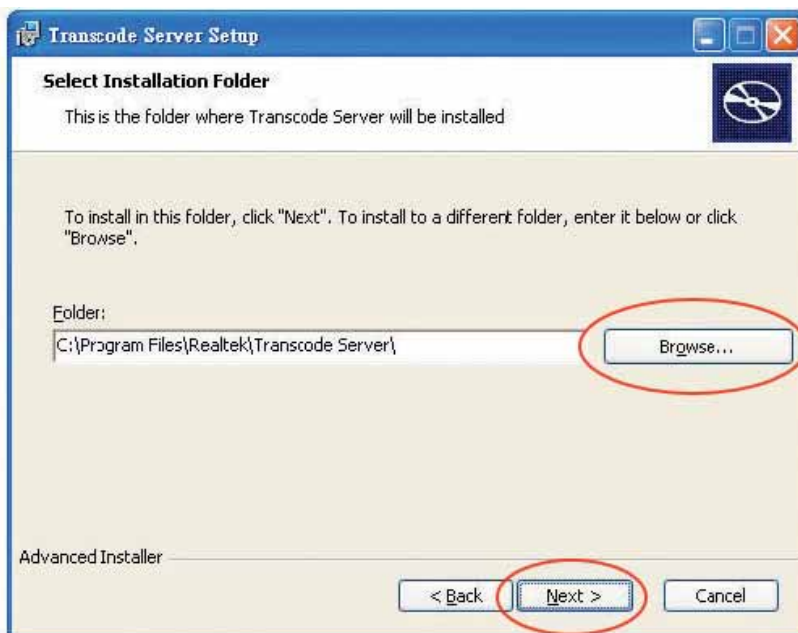 Transcode Server Setup
Select Installation Folder
This is the folder where Transcode Server will be installed
To install in this folder, click "Next". To install to a different folder, enter it below or click
"Browse".
Folder:
C:\Program Files\Realtek\Transcode Server\
Browse...
Advanced Installer
< Back
Next >
Cancel